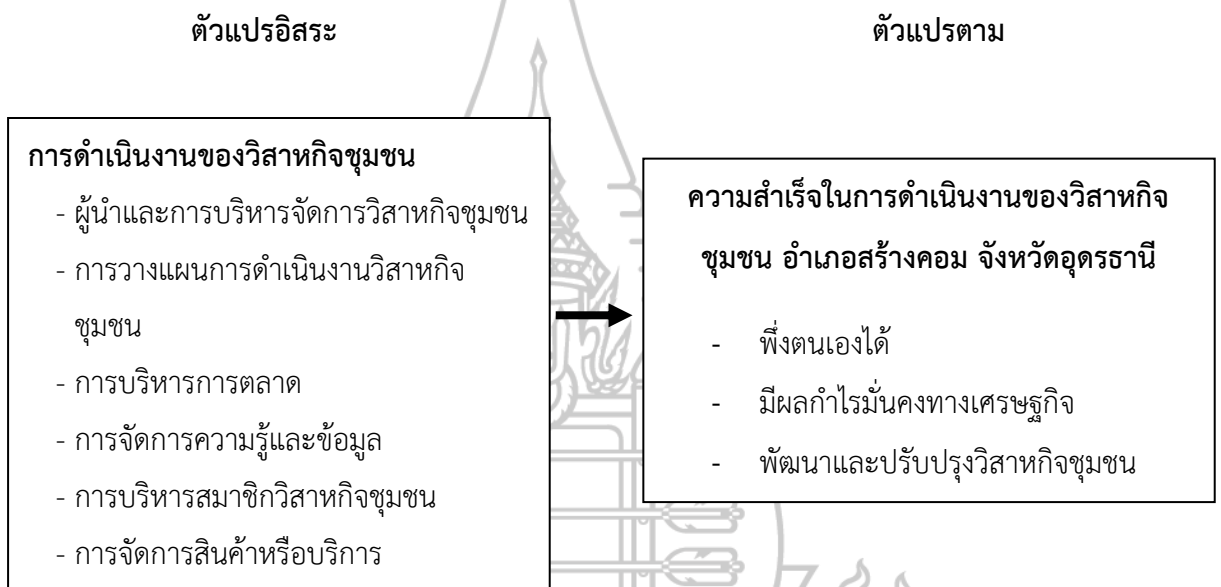 ตัวแปรอิสระ
ตัวแปรตาม
การดำเนินงานของวิสาหกิจชุมชน
- ผู้นำและการบริหารจัดการวิสาหกิจชุมชน
- การวางแผนการดำเนินงานวิสาหกิจ
ชุมชน
- การบริหารการตลาด
- การจัดการความรู้และข้อมูล
- การบริหารสมาชิกวิสาหกิจชุมชน
- การจัดการสินค้าหรือบริการ
ความสำเร็จในการดำเนินงานของวิสาหกิจ
ชุมชน อำเภอสร้างคอม จังหวัดอุดรธานี
- พึ่งตนเองได้
- มีผลกำไรมั่นคงทางเศรษฐกิจ
- พัฒนาและปรับปรุงวิสาหกิจชุมชน